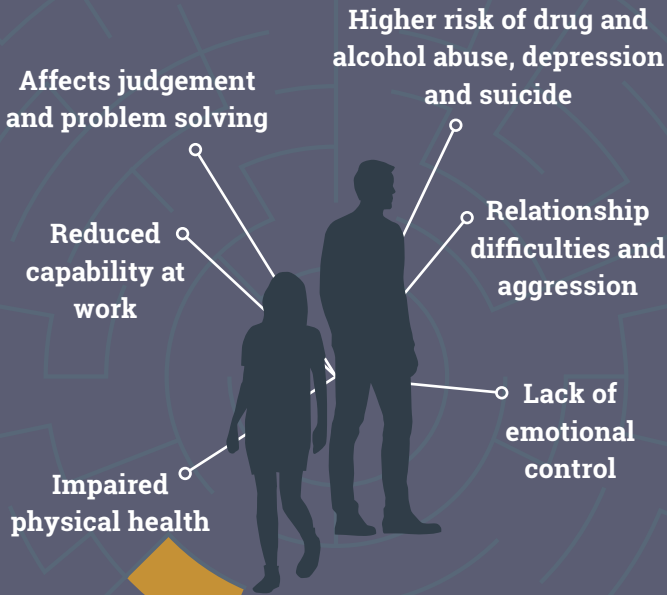 Higher risk of drug and
alcohol abuse, depression
and suicide
Affects judgement
and problem solving
Relationship
difficulties and
aggression
Reduced
capability at
work
Lack of
emotional
control
Impaired
physical health